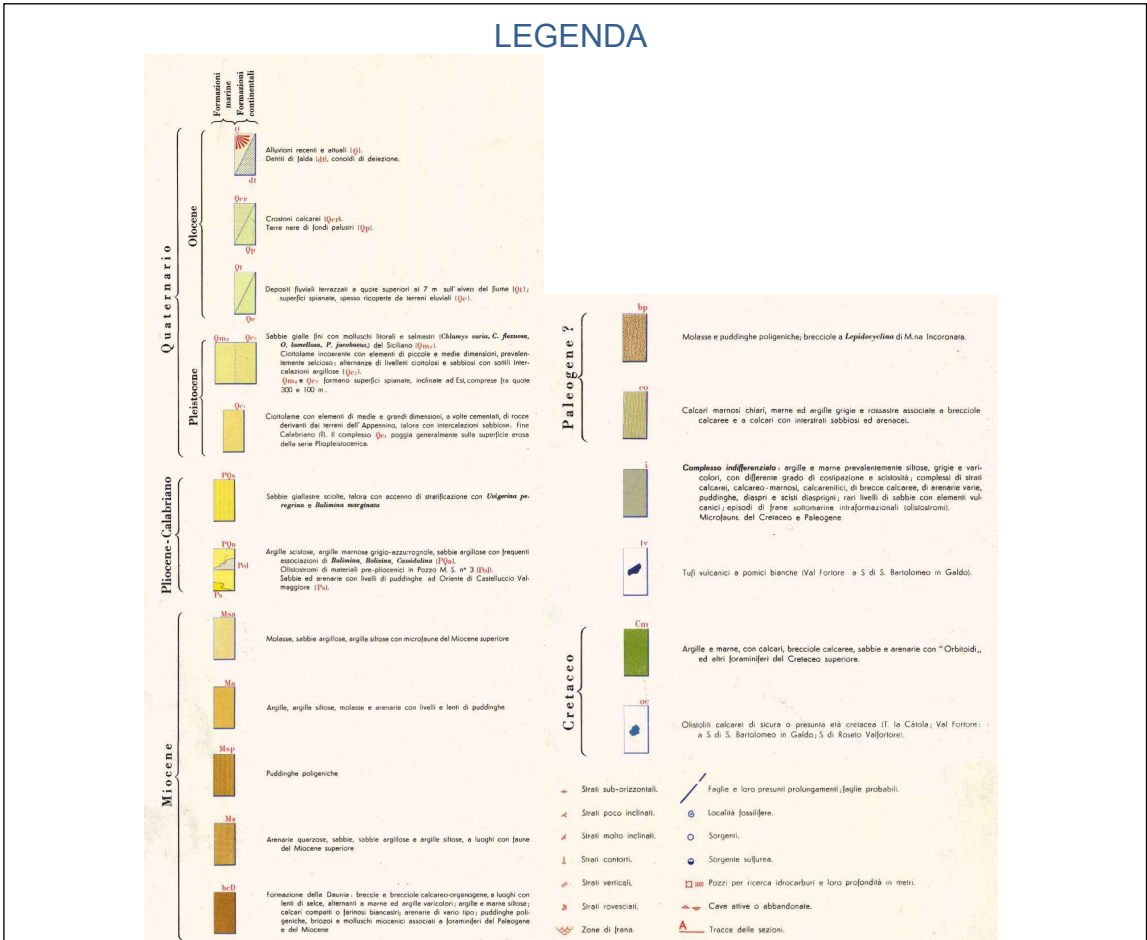 LEGENDA
Formazioni
marine
Formazioni
continentali
Quaternario
Olocene
Q
Alluvioni recenti e attuali (Q).
Detriti di falda (dt), conoidi di deiezione.
dt
Qcr
Crostoni calcarei (Qcr).
Terre nere di fondi palustri (Qp).
Qp
Qt
Depositi fluviali terrazzati a quote superiori ai 7 m sull'alveo del fiume (Qt);
superfici spianate, spesso ricoperte da terreni eluviali (Qe).
Qe
Pleistocene
Qm₂ Qc₂
Sabbie gialle fini con molluschi litorali e salmastri (Chlamys varia, C. flexuosa,
O. lamellosa, P. jacobaeus,) del Siciliano (Qm₂).
Ciottolame incoerente con elementi di piccole e medie dimensioni, prevalen-
temente selcioso; alternanze di livelletti ciottolosi e sabbiosi con sottili inter-
calazioni argillose (Qc₂).
Qm₂ e Qc₂ formano superfici spianate, inclinate ad Est, comprese fra quote
300 e 100 m.
Qc₁
Ciottolame con elementi di medie e grandi dimensioni, a volte cementati, di rocce
derivanti dai terreni dell'Appennino, talora con intercalazioni sabbiose. Fine
Calabriano (?). Il complesso Qc₁ poggia generalmente sulla superficie erosa
della serie Pliopleistocenica.
Pliocene-Calabriano
PQs
Sabbie giallastre sciolte, talora con accenno di stratificazione con Uvigerina pe-
regrina e Bulimina marginata
PQa
Pol
Ps
Argille scistose, argille marnose grigio-azzurrognole, sabbie argillose con frequenti
associazioni di Bulimina, Bolivina, Cassidulina (PQa).
Olistostromi di materiali pre-pliocenici in Pozzo M. S. n° 3 (Pol).
Sabbie ed arenarie con livelli di puddinghe ad Oriente di Castelluccio Val-
maggiore (Ps).
Miocene
Msa
Molasse, sabbie argillose, argille siltose con microfaune del Miocene superiore
Ma
Argille, argille siltose, molasse e arenarie con livelli e lenti di puddinghe
Msp
Puddinghe poligeniche
Ms
Arenarie quarzose, sabbie, sabbie argillose e argille siltose, a luoghi con faune
del Miocene superiore
bcD
Formazione della Daunia: breccie e brecciole calcareo-organogene, a luoghi con
lenti di selce, alternanti a marne ed argille varicolori; argille e marne siltose;
calcari compatti o farinosi biancastri; arenarie di vario tipo; puddinghe poli-
geniche, briozoi e molluschi miocenici associati a foraminiferi del Paleogene
e del Miocene
Paleogene ?
bp
Molasse e puddinghe poligeniche; brecciole a Lepidocyclina di M.na Incoronata.
eo
Calcari marnosi chiari, marne ed argille grigie e rossastre associate a brecciole
calcaree e a calcari con interstrati sabbiosi ed arenacei.
i
Complesso indifferenziato: argille e marne prevalentemente siltose, grigie e vari-
colori, con differente grado di costipazione e scistosità; complessi di strati
calcarei, calcareo-marnosi, calcarenitici, di brecce calcaree, di arenarie varie,
puddinghe, diaspri e scisti diasprigni; rari livelli di sabbie con elementi vul-
canici; episodi di frane sottomarine intraformazionali (olistostromi).
Microfaune del Cretaceo e Paleogene
tv
Tufi vulcanici a pomici bianche (Val Fortore a S di S. Bartolomeo in Galdo).
Cretaceo
Cm
Argille e marne, con calcari, brecciole calcaree, sabbie e arenarie con "Orbitoidi„
ed altri foraminiferi del Cretaceo superiore.
oc
Olistoliti calcarei di sicura o presunta età cretacea (T. la Càtola; Val Fortore:
a S di S. Bartolomeo in Galdo; S di Roseto Valfortore).
Strati sub-orizzontali.
Strati poco inclinati.
Strati molto inclinati.
Strati contorti.
Strati verticali.
Strati rovesciati.
Zone di frana.
Faglie e loro presunti prolungamenti; faglie probabili.
Località fossilifere.
Sorgenti.
Sorgente sulfurea.
Pozzi per ricerca idrocarburi e loro profondità in metri.
Cave attive o abbandonate.
A Tracce delle sezioni.